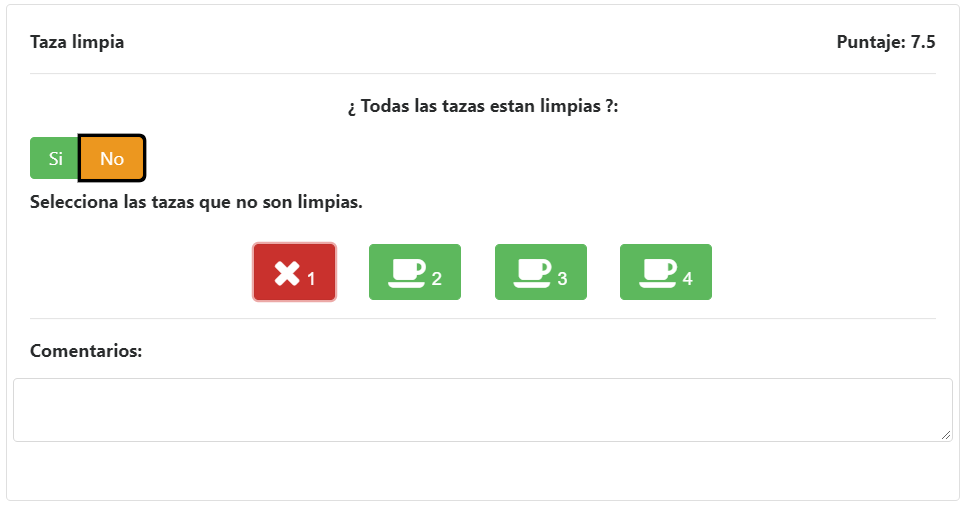 Taza limpia Puntaje: 7.5
¿ Todas las tazas estan limpias ?:
Si No
Selecciona las tazas que no son limpias.
1 2 3 4
Comentarios: